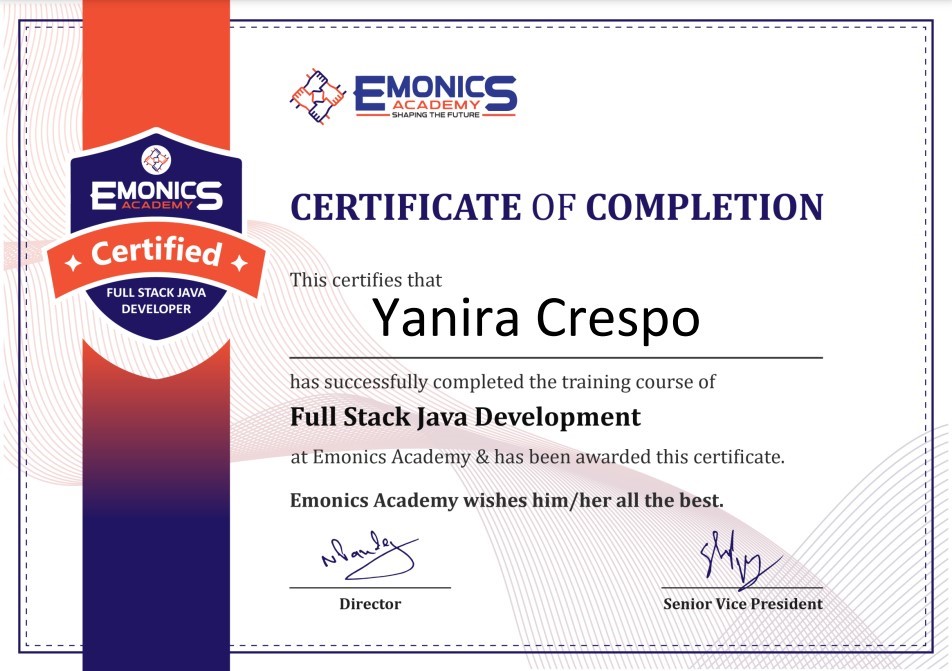 EMONICS
ACADEMY
SHAPING THE FUTURE
EMONICS
ACADEMY
Certified
FULL STACK JAVA
DEVELOPER
CERTIFICATE OF COMPLETION
This certifies that
Yanira Crespo
has successfully completed the training course of
Full Stack Java Development
at Emonics Academy & has been awarded this certificate.
Emonics Academy wishes him/her all the best.
Director
Senior Vice President